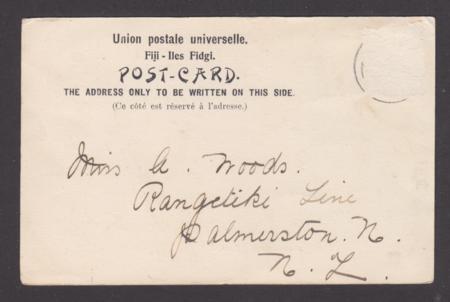 Union postale universelle.
Fiji - Iles Fidgi.
POST-CARD.
THE ADDRESS ONLY TO BE WRITTEN ON THIS SIDE.
(Ce côté est réservé à l'adresse.)
Miss A. Woods.
Rangetiki Line
Palmerston. N.
N. Z.